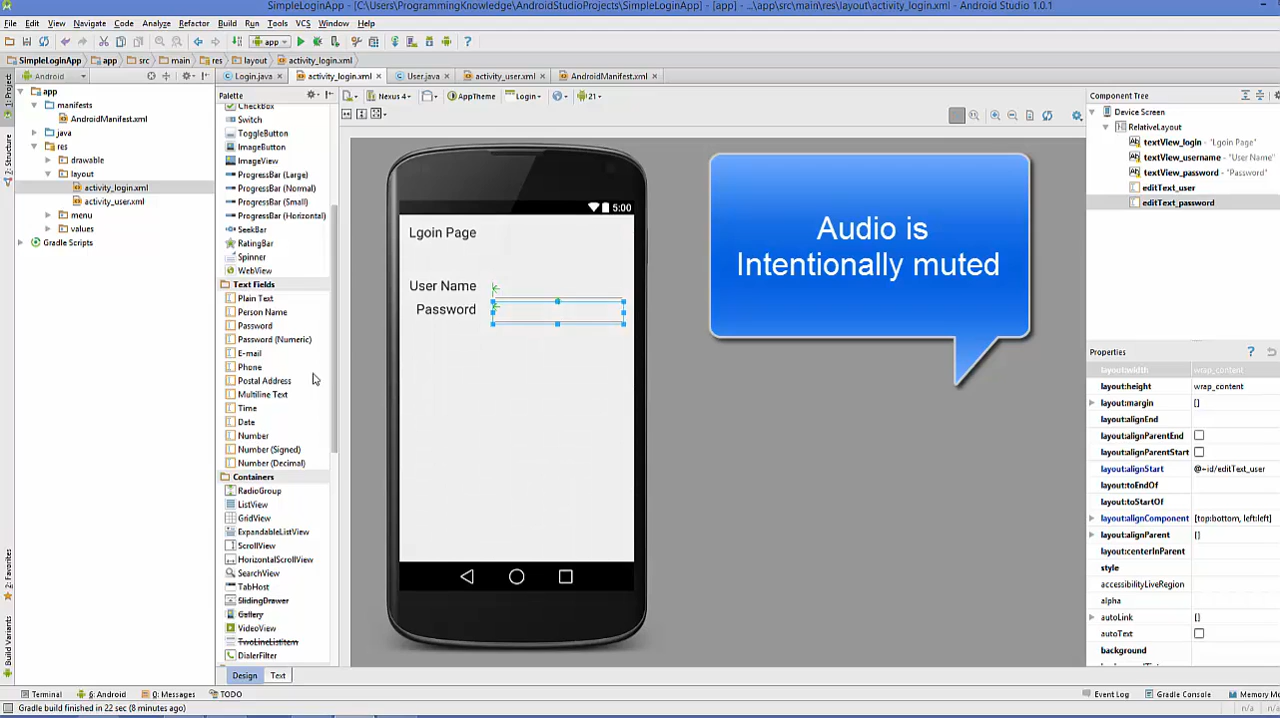 SimpleLoginApp - [C:\Users\ProgrammingKnowledge\AndroidStudioProjects\SimpleLoginApp] - [app] - ...\app\src\main\res\layout\activity_login.xml - Android Studio 1.0.1
File Edit View Navigate Code Analyze Refactor Build Run Tools VCS Window Help
app
SimpleLoginApp app src main res layout activity_login.xml
Android
Login.java activity_login.xml User.java activity_user.xml AndroidManifest.xml
1: Project
Z: Structure
2: Favorites
Build Variants
app
manifests
AndroidManifest.xml
java
res
drawable
layout
activity_login.xml
activity_user.xml
menu
values
Gradle Scripts
Palette
CheckBox
Switch
ToggleButton
ImageButton
ImageView
ProgressBar (Large)
ProgressBar (Normal)
ProgressBar (Small)
ProgressBar (Horizontal)
SeekBar
RatingBar
Spinner
WebView
Text Fields
Plain Text
Person Name
Password
Password (Numeric)
E-mail
Phone
Postal Address
Multiline Text
Time
Date
Number
Number (Signed)
Number (Decimal)
Containers
RadioGroup
ListView
GridView
ExpandableListView
ScrollView
HorizontalScrollView
SearchView
TabHost
SlidingDrawer
Gallery
VideoView
TwoLineListItem
DialerFilter
Design Text
Nexus 4 AppTheme Login 21
5:00
Lgoin Page
User Name
Password
Audio is
Intentionally muted
Component Tree
Device Screen
RelativeLayout
textView_login - "Lgoin Page"
textView_username - "User Name"
textView_password - "Password"
editText_user
editText_password
Properties
layout:width wrap_content
layout:height wrap_content
layout:margin []
layout:alignEnd
layout:alignParentEnd
layout:alignParentStart
layout:alignStart @+id/editText_user
layout:toEndOf
layout:toStartOf
layout:alignComponent [top:bottom, left:left]
layout:alignParent []
layout:centerInParent
style
accessibilityLiveRegion
alpha
autoLink []
autoText
background
Terminal 6: Android 0: Messages TODO Event Log Gradle Console Memory Mo
Gradle build finished in 22 sec (8 minutes ago) n/a n/a